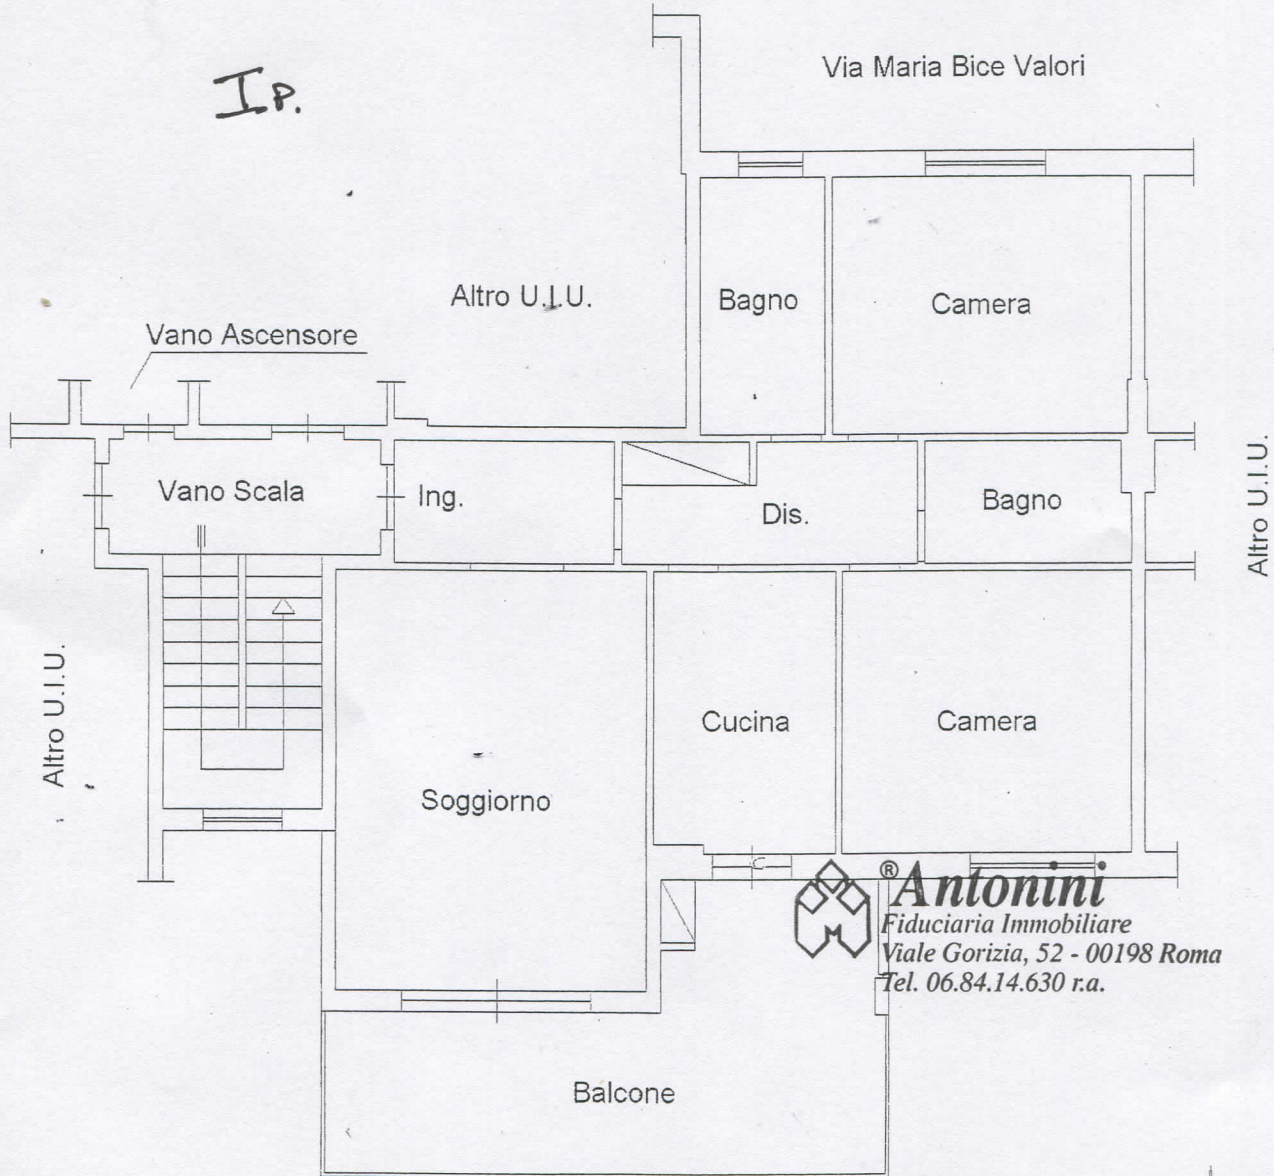 Via Maria Bice Valori
I P.
Altro U.I.U.
Bagno
Camera
Vano Ascensore
Vano Scala
Ing.
Dis.
Bagno
Altro U.I.U.
Altro U.I.U.
Cucina
Camera
Soggiorno
® Antonini
Fiduciaria Immobiliare
Viale Gorizia, 52 - 00198 Roma
Tel. 06.84.14.630 r.a.
Balcone